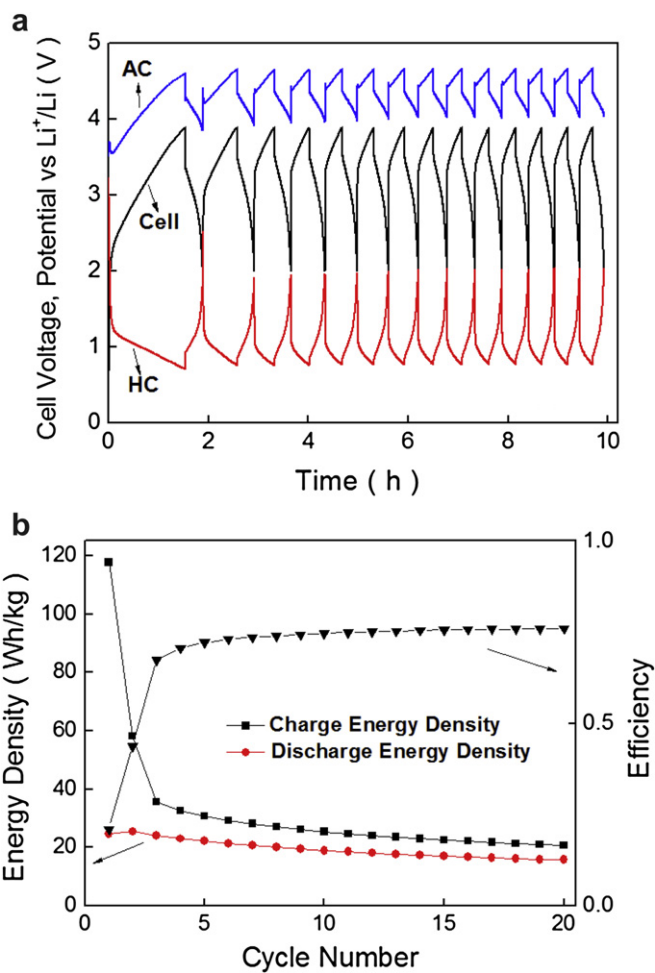 a
Cell Voltage, Potential vs Li⁺/Li ( V )
5
4
3
2
1
0
AC
Cell
HC
0 2 4 6 8 10
Time ( h )
b
Energy Density ( Wh/kg )
120
100
80
60
40
20
0
1.0
0.5
0.0
Efficiency
Charge Energy Density
Discharge Energy Density
0 5 10 15 20
Cycle Number